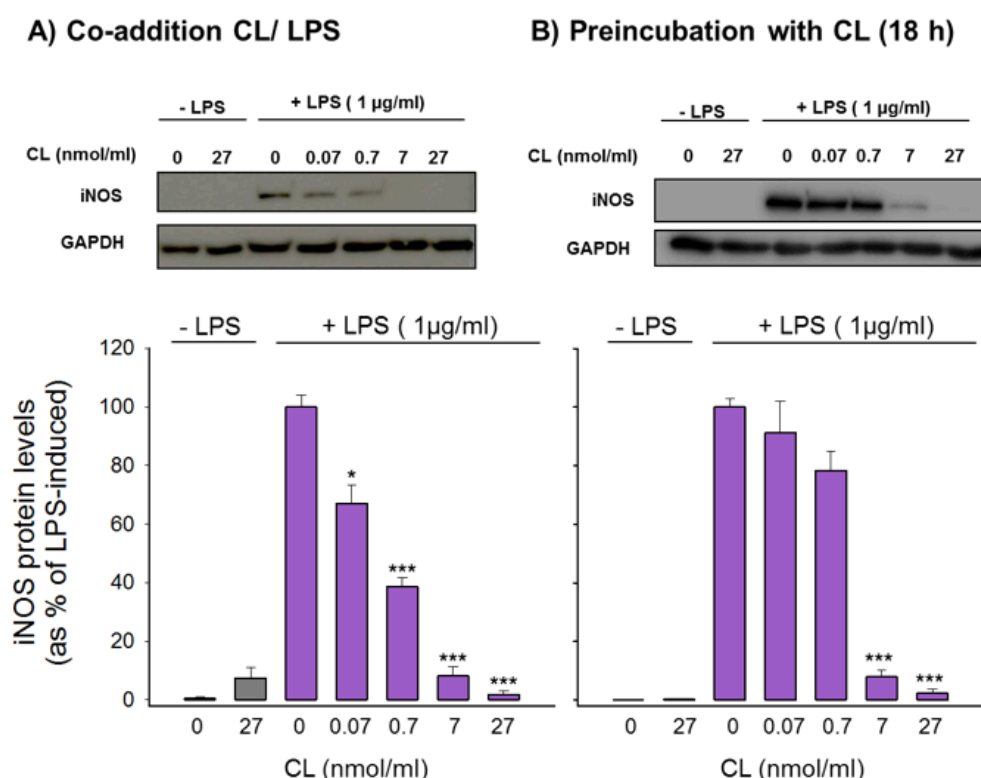 A) Co-addition CL/ LPS
- LPS
+ LPS ( 1 µg/ml)
CL (nmol/ml) 0 27 0 0.07 0.7 7 27
iNOS
GAPDH
B) Preincubation with CL (18 h)
- LPS
+ LPS ( 1 µg/ml)
CL (nmol/ml) 0 27 0 0.07 0.7 7 27
iNOS
GAPDH
iNOS protein levels
(as % of LPS-induced)
- LPS
+ LPS ( 1µg/ml)
120
100
80
60
40
20
0
*
***
***
***
0 27 0 0.07 0.7 7 27
CL (nmol/ml)
- LPS
+ LPS ( 1µg/ml)
***
***
0 27 0 0.07 0.7 7 27
CL (nmol/ml)